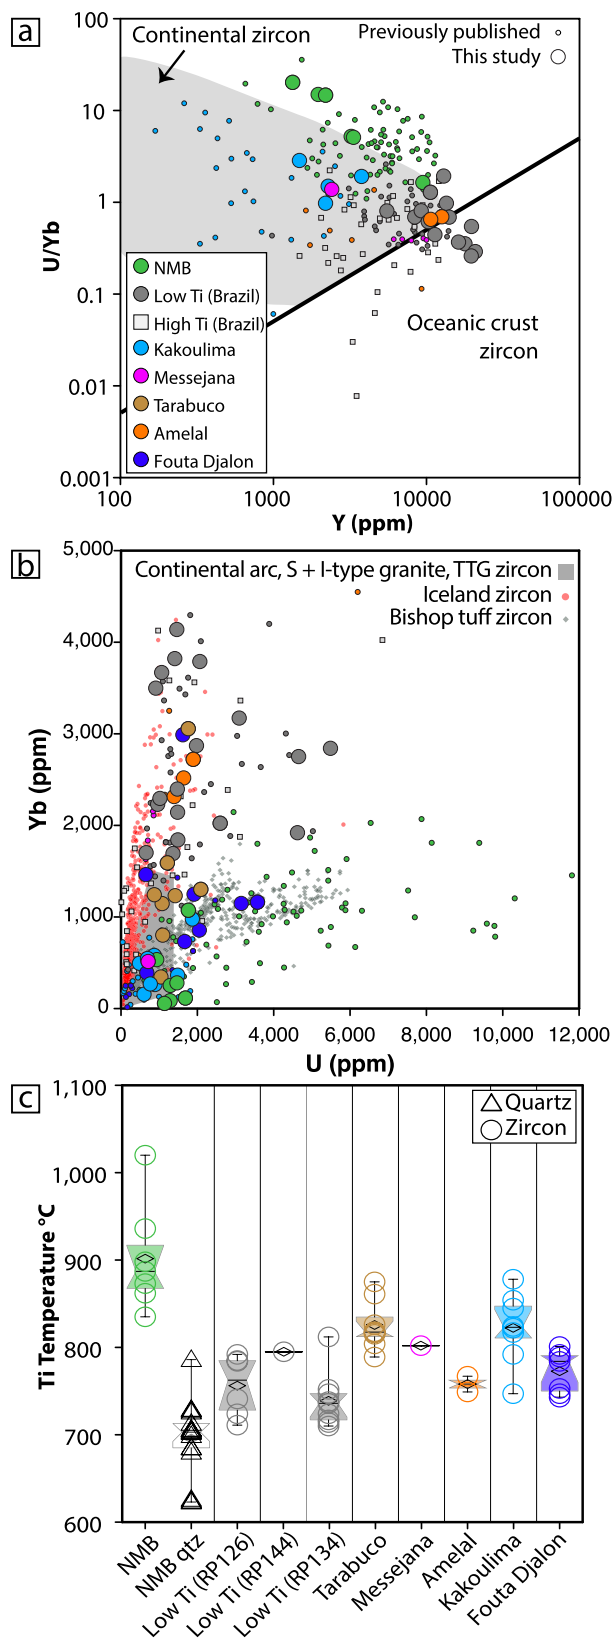 a
Continental zircon
Previously published
This study
100
10
1
0.1
0.01
0.001
U/Yb
NMB
Low Ti (Brazil)
High Ti (Brazil)
Kakoulima
Messejana
Tarabuco
Amelal
Fouta Djalon
Oceanic crust
zircon
100
1000
10000
100000
Y (ppm)
b
Continental arc, S + I-type granite, TTG zircon
Iceland zircon
Bishop tuff zircon
5,000
4,000
3,000
2,000
1,000
0
Yb (ppm)
0
2,000
4,000
6,000
8,000
10,000
12,000
U (ppm)
c
Quartz
Zircon
1,100
1,000
900
800
700
600
Ti Temperature °C
NMB
NMB qtz
Low Ti (RP126)
Low Ti (RP144)
Low Ti (RP134)
Tarabuco
Messejana
Amelal
Kakoulima
Fouta Djalon